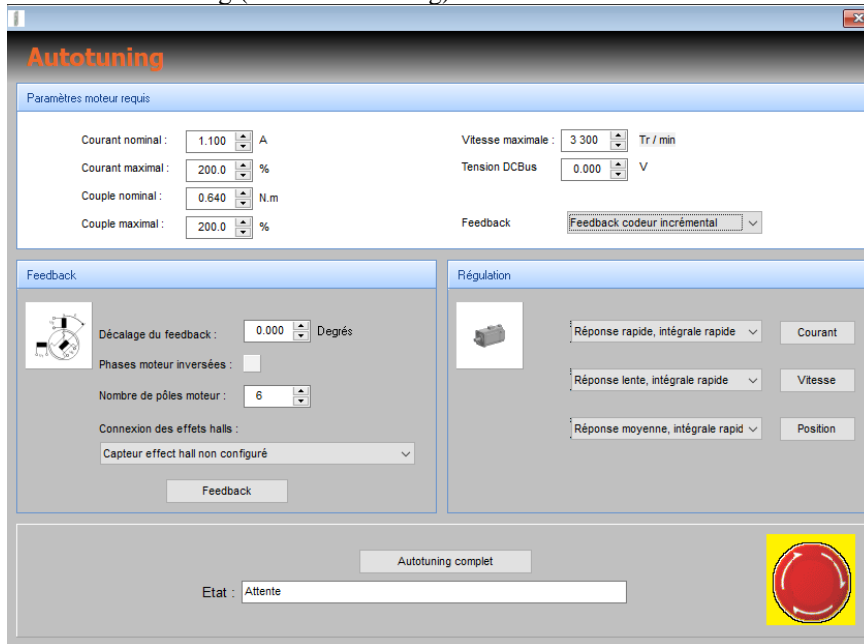 Autotuning
Paramètres moteur requis
Courant nominal : 1.100 A
Vitesse maximale : 3 300 Tr / min
Courant maximal : 200.0 %
Tension DCBus 0.000 V
Couple nominal : 0.640 N.m
Couple maximal : 200.0 %
Feedback Feedback codeur incrémental
Feedback
Décalage du feedback : 0.000 Degrés
Phases moteur inversées :
Nombre de pôles moteur : 6
Connexion des effets halls :
Capteur effect hall non configuré
Feedback
Régulation
Réponse rapide, intégrale rapide Courant
Réponse lente, intégrale rapide Vitesse
Réponse moyenne, intégrale rapid Position
Autotuning complet
Etat : Attente